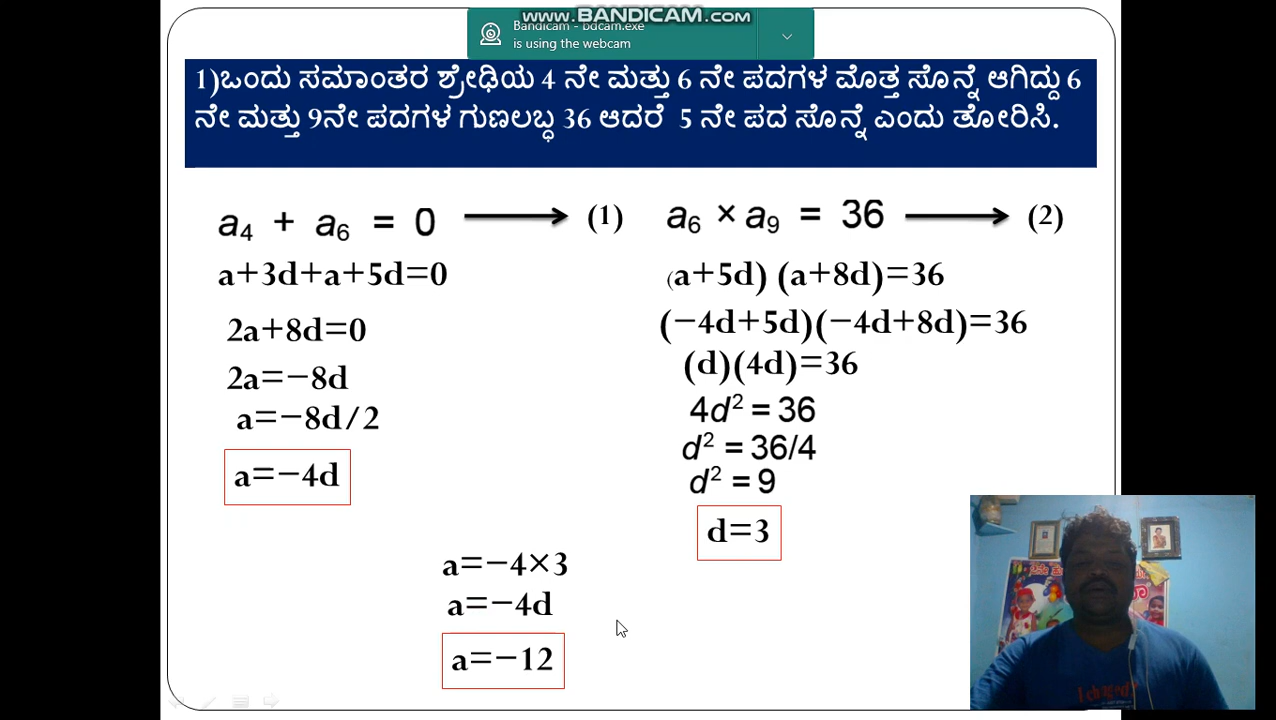 www.BANDICAM.com
Bandicam - bdcam.exe
is using the webcam
1)ಒಂದು ಸಮಾಂತರ ಶ್ರೇಢಿಯ 4 ನೇ ಮತ್ತು 6 ನೇ ಪದಗಳ ಮೊತ್ತ ಸೊನ್ನೆ ಆಗಿದ್ದು 6
ನೇ ಮತ್ತು 9ನೇ ಪದಗಳ ಗುಣಲಬ್ಧ 36 ಆದರೆ 5 ನೇ ಪದ ಸೊನ್ನೆ ಎಂದು ತೋರಿಸಿ.
a₄ + a₆ = 0 ⟶ (1)
a+3d+a+5d=0
2a+8d=0
2a=−8d
a=−8d/2
a=−4d
a₆ × a₉ = 36 ⟶ (2)
(a+5d) (a+8d)=36
(−4d+5d)(−4d+8d)=36
(d)(4d)=36
4d² = 36
d² = 36/4
d² = 9
d=3
a=−4×3
a=−4d
a=−12